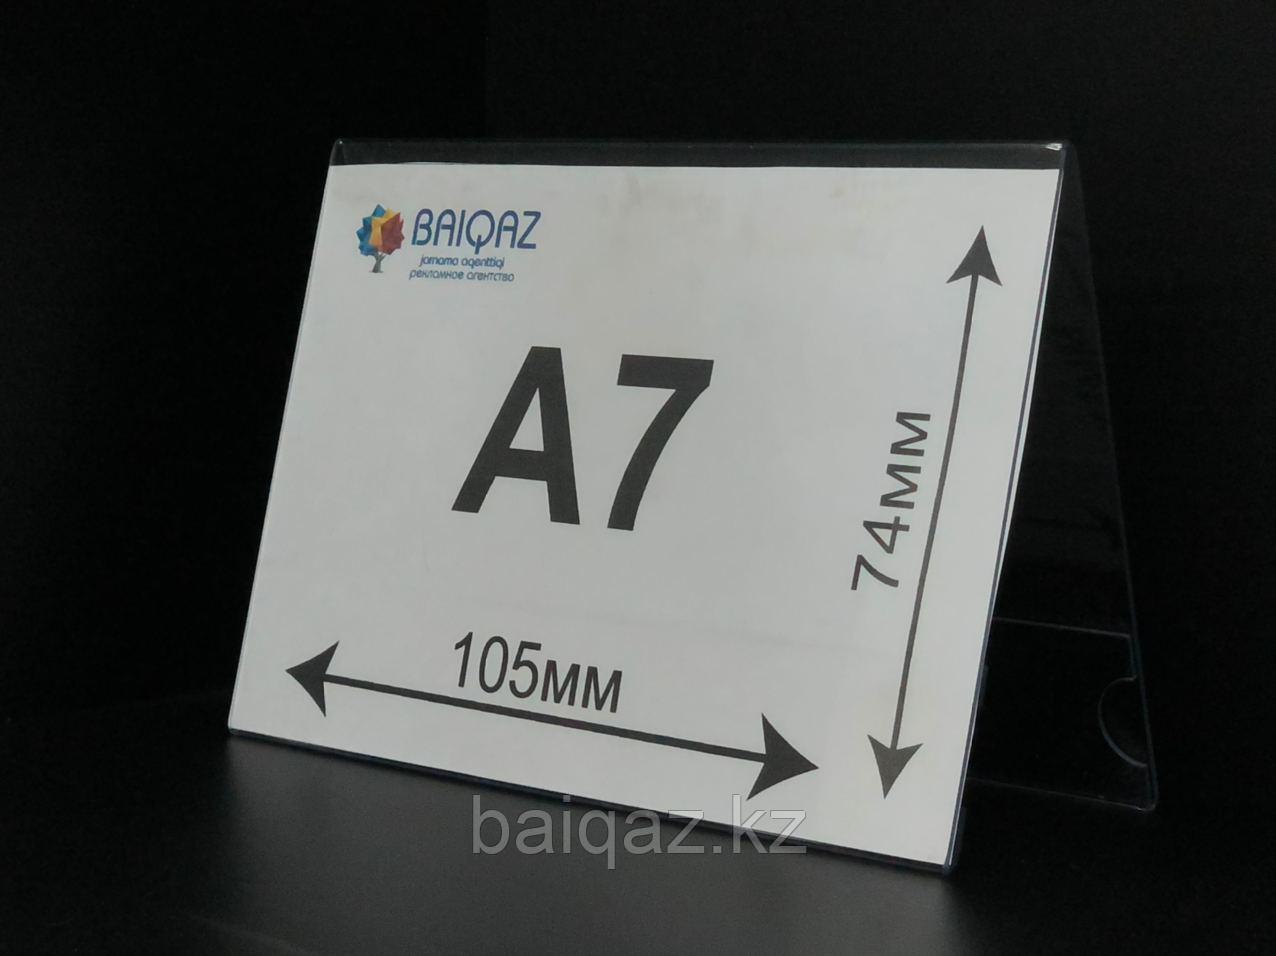 BAIQAZ
jarnama agenttigi
рекламное агентство
A7
74мм
105мм
baiqaz.kz